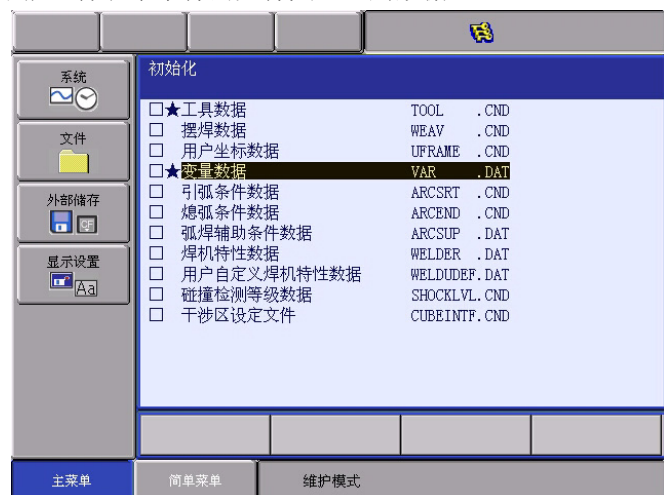 系统
文件
外部储存
CF
显示设置
Aa
初始化
□★工具数据 TOOL .CND
□ 摆焊数据 WEAV .CND
□ 用户坐标数据 UFRAME .CND
□★变量数据 VAR .DAT
□ 引弧条件数据 ARCSRT .CND
□ 熄弧条件数据 ARCEND .CND
□ 弧焊辅助条件数据 ARCSUP .DAT
□ 焊机特性数据 WELDER .DAT
□ 用户自定义焊机特性数据 WELDUDEF.DAT
□ 碰撞检测等级数据 SHOCKLVL.CND
□ 干涉区设定文件 CUBEINTF.CND
主菜单 简单菜单 维护模式